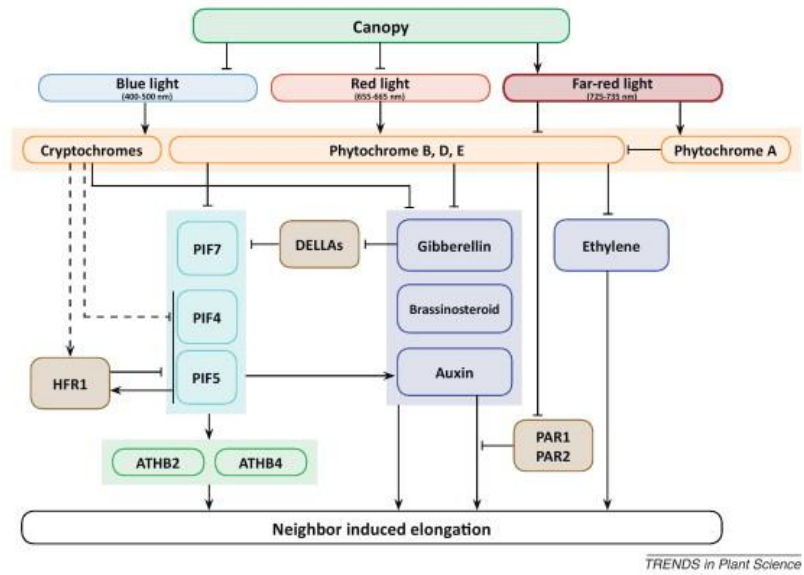 Canopy
Blue light
(400-500 nm)
Red light
(655-665 nm)
Far-red light
(725-735 nm)
Cryptochromes
Phytochrome B, D, E
Phytochrome A
PIF7
DELLAs
Gibberellin
Ethylene
PIF4
Brassinosteroid
HFR1
PIF5
Auxin
PAR1
PAR2
ATHB2
ATHB4
Neighbor induced elongation
TRENDS in Plant Science